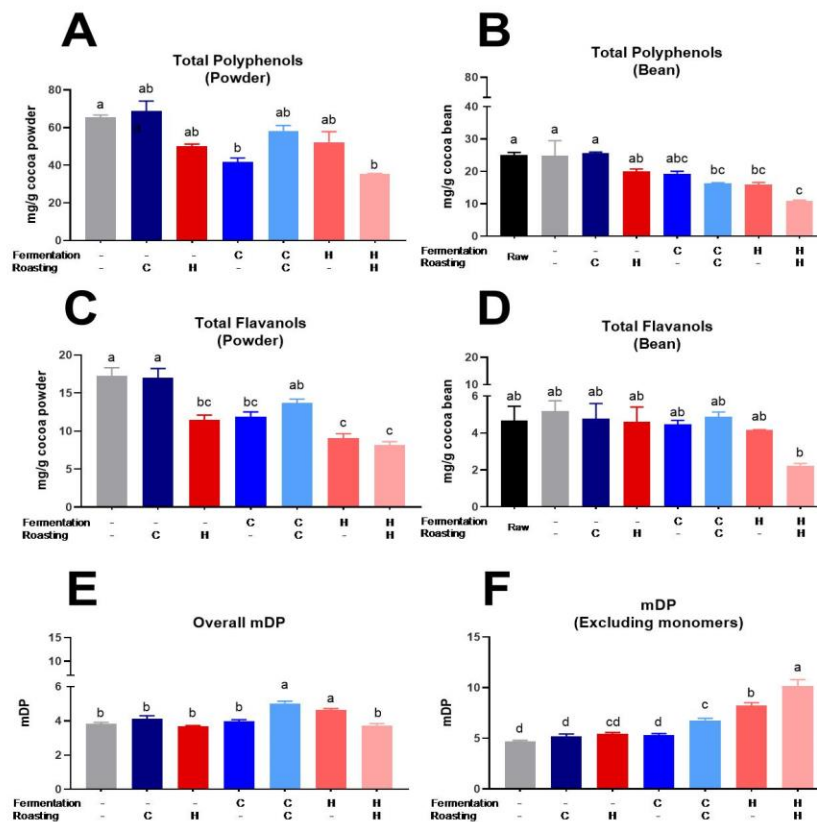 A
Total Polyphenols
(Powder)
mg/g cocoa powder
80
60
40
20
0
a
ab
ab
b
ab
ab
b
Fermentation - - - C C H H
Roasting - C H - C - H
B
Total Polyphenols
(Bean)
mg/g cocoa bean
80
40
30
20
10
0
a
a
a
ab
abc
bc
bc
c
Fermentation - - - C C H H
Roasting Raw - C H - C - H
C
Total Flavanols
(Powder)
mg/g cocoa powder
20
15
10
5
0
a
a
bc
bc
ab
c
c
Fermentation - - - C C H H
Roasting - C H - C - H
D
Total Flavanols
(Bean)
mg/g cocoa bean
20
10
6
4
2
0
ab
ab
ab
ab
ab
ab
ab
b
Fermentation - - - C C H H
Roasting Raw - C H - C - H
E
Overall mDP
mDP
15
10
6
4
2
0
b
b
b
b
a
a
b
Fermentation - - - C C H H
Roasting - C H - C - H
F
mDP
(Excluding monomers)
mDP
15
10
5
0
d
d
cd
d
c
b
a
Fermentation - - - C C H H
Roasting - C H - C - H